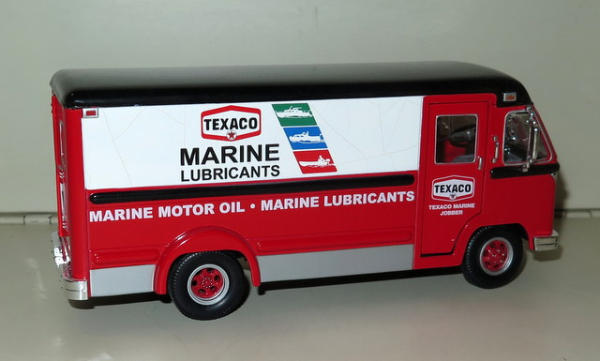 TEXACO
MARINE
LUBRICANTS
MARINE MOTOR OIL • MARINE LUBRICANTS
TEXACO
TEXACO MARINE
JOBBER